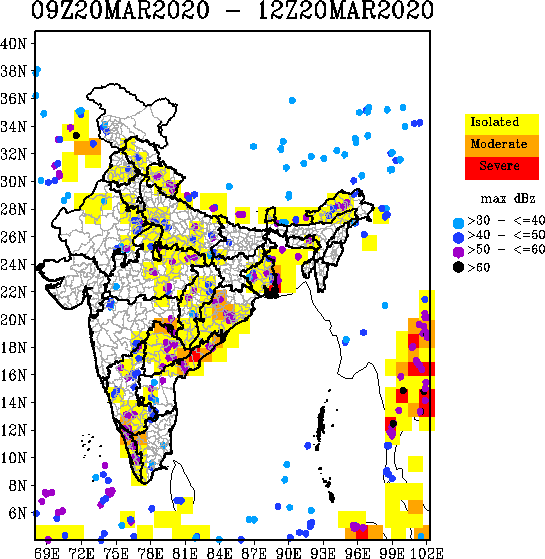 09Z20MAR2020 - 12Z20MAR2020
40N
38N
36N
34N
32N
30N
28N
26N
24N
22N
20N
18N
16N
14N
12N
10N
8N
6N
69E 72E 75E 78E 81E 84E 87E 90E 93E 96E 99E 102E
Isolated
Moderate
Severe
max dBz
>30 - <=40
>40 - <=50
>50 - <=60
>60